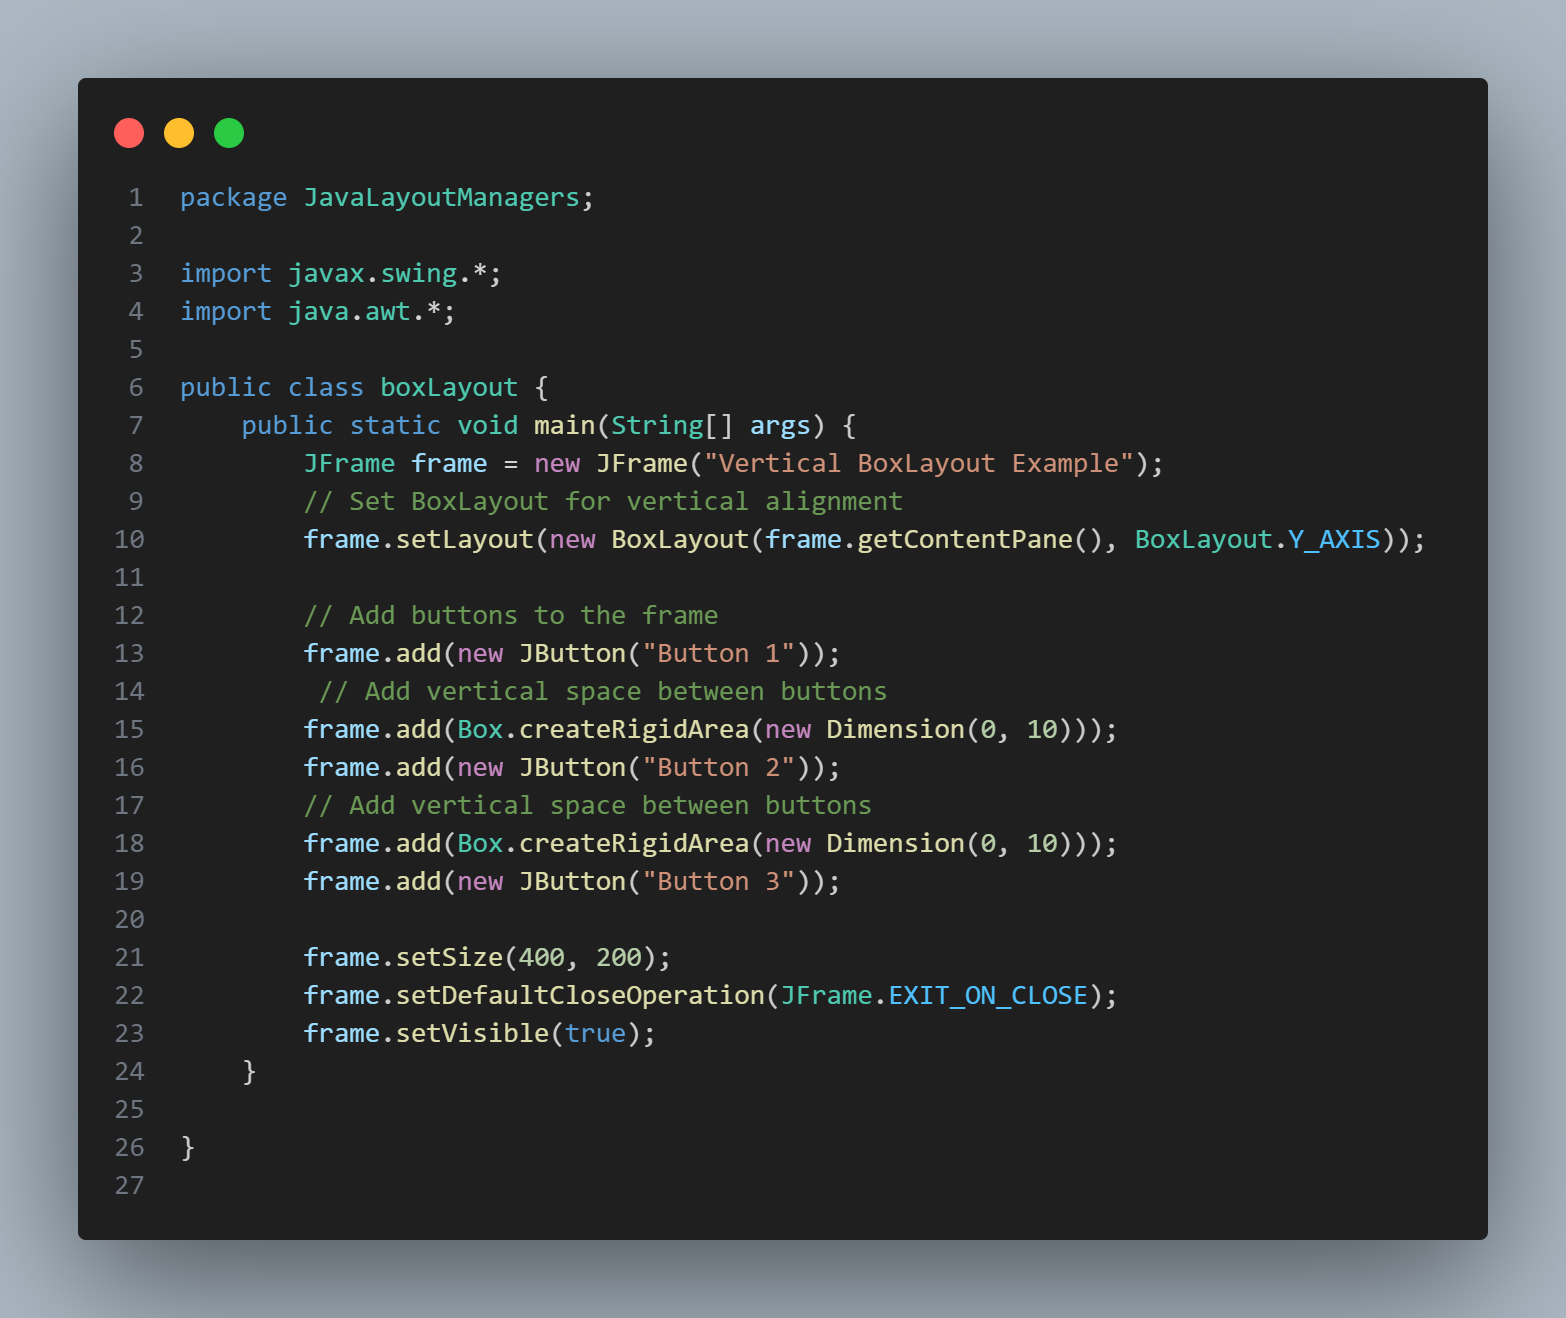 1 package JavaLayoutManagers;
2
3 import javax.swing.*;
4 import java.awt.*;
5
6 public class boxLayout {
7     public static void main(String[] args) {
8         JFrame frame = new JFrame("Vertical BoxLayout Example");
9         // Set BoxLayout for vertical alignment
10         frame.setLayout(new BoxLayout(frame.getContentPane(), BoxLayout.Y_AXIS));
11
12         // Add buttons to the frame
13         frame.add(new JButton("Button 1"));
14          // Add vertical space between buttons
15         frame.add(Box.createRigidArea(new Dimension(0, 10)));
16         frame.add(new JButton("Button 2"));
17         // Add vertical space between buttons
18         frame.add(Box.createRigidArea(new Dimension(0, 10)));
19         frame.add(new JButton("Button 3"));
20
21         frame.setSize(400, 200);
22         frame.setDefaultCloseOperation(JFrame.EXIT_ON_CLOSE);
23         frame.setVisible(true);
24     }
25
26 }
27